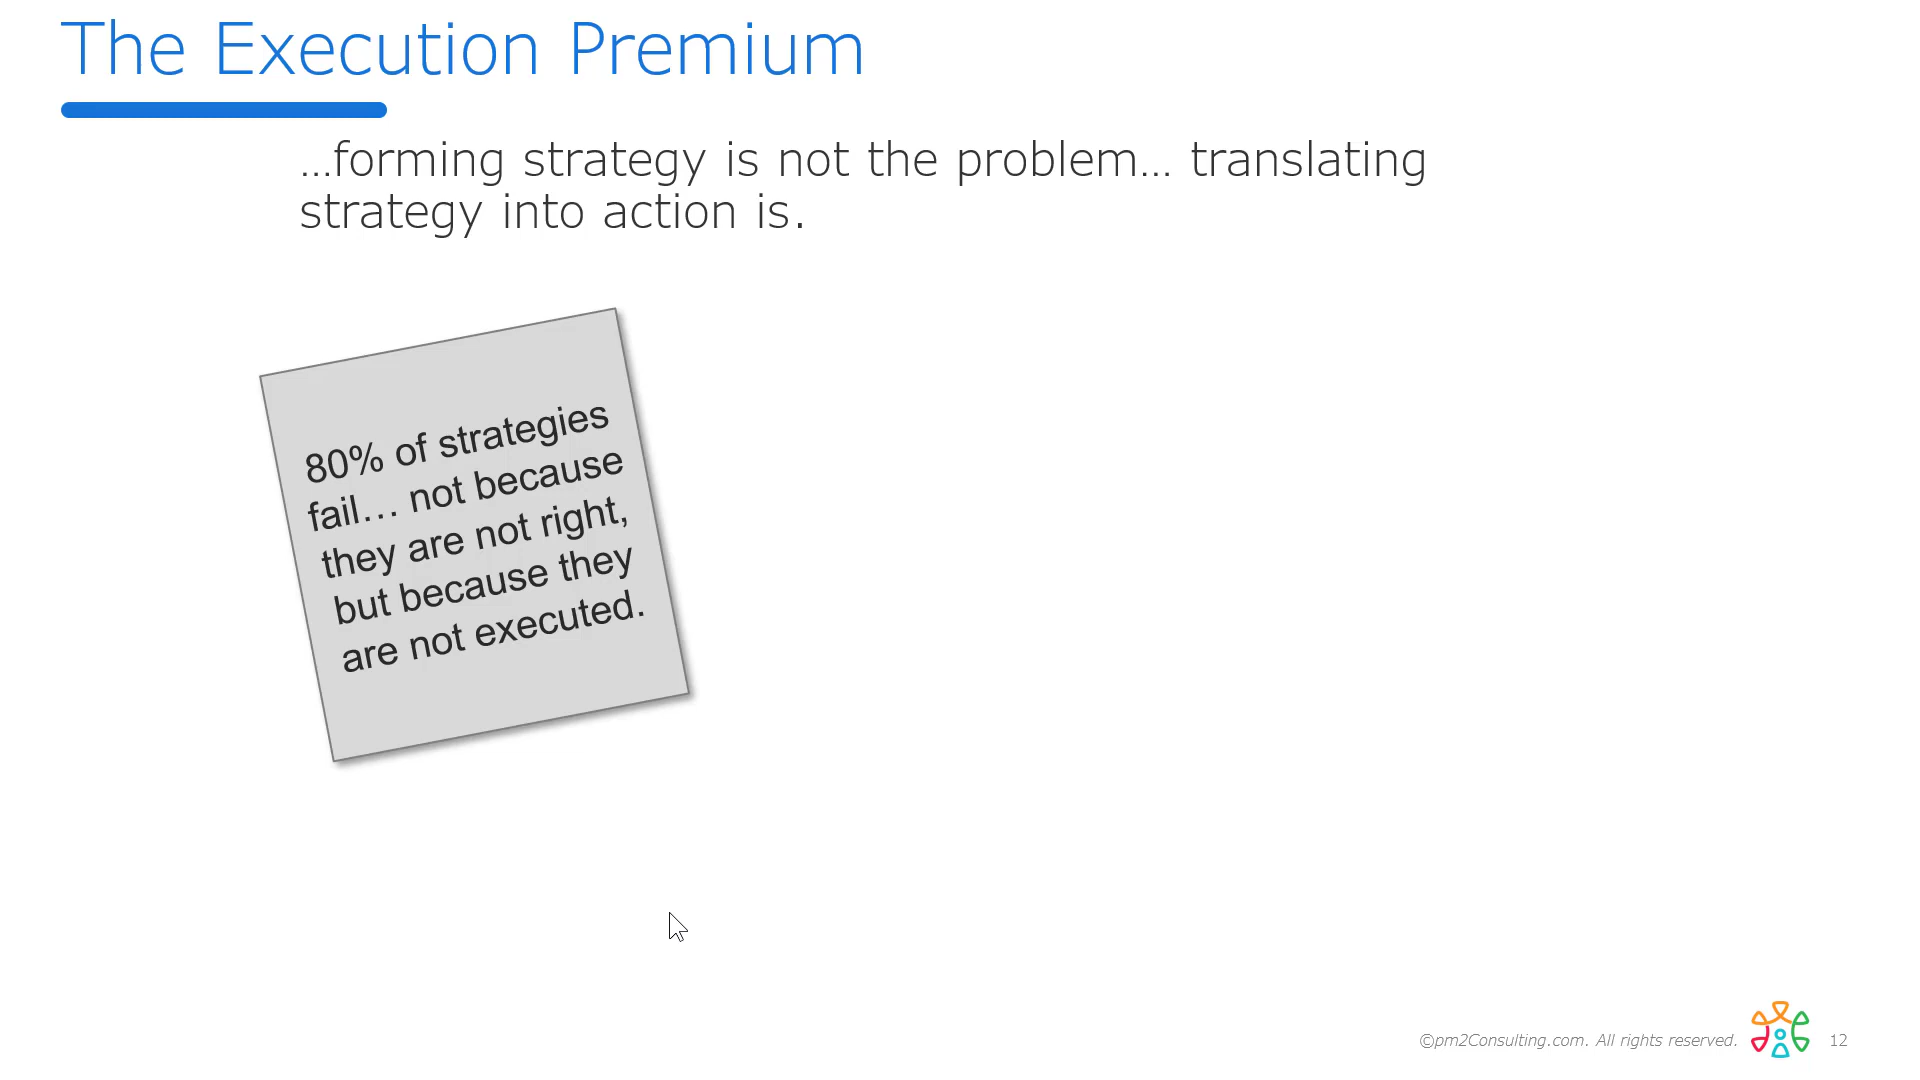 The Execution Premium
…forming strategy is not the problem… translating
strategy into action is.
80% of strategies
fail… not because
they are not right,
but because they
are not executed.
©pm2Consulting.com. All rights reserved.
12